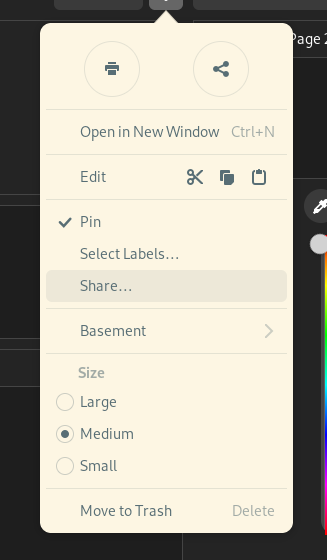 Page 2
Open in New Window Ctrl+N
Edit
Pin
Select Labels…
Share…
Basement
Size
Large
Medium
Small
Move to Trash Delete